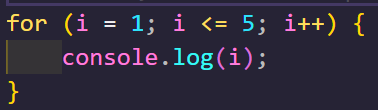 for (i = 1; i <= 5; i++) {
    console.log(i);
}